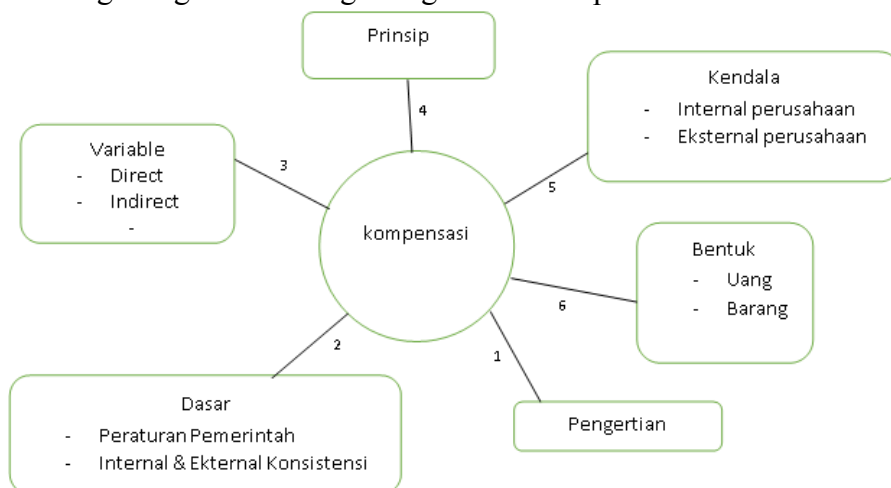 Prinsip
4
Kendala
- Internal perusahaan
- Eksternal perusahaan
5
Variable
- Direct
- Indirect
-
3
kompensasi
Bentuk
- Uang
- Barang
6
2
1
Dasar
- Peraturan Pemerintah
- Internal & Ekternal Konsistensi
Pengertian